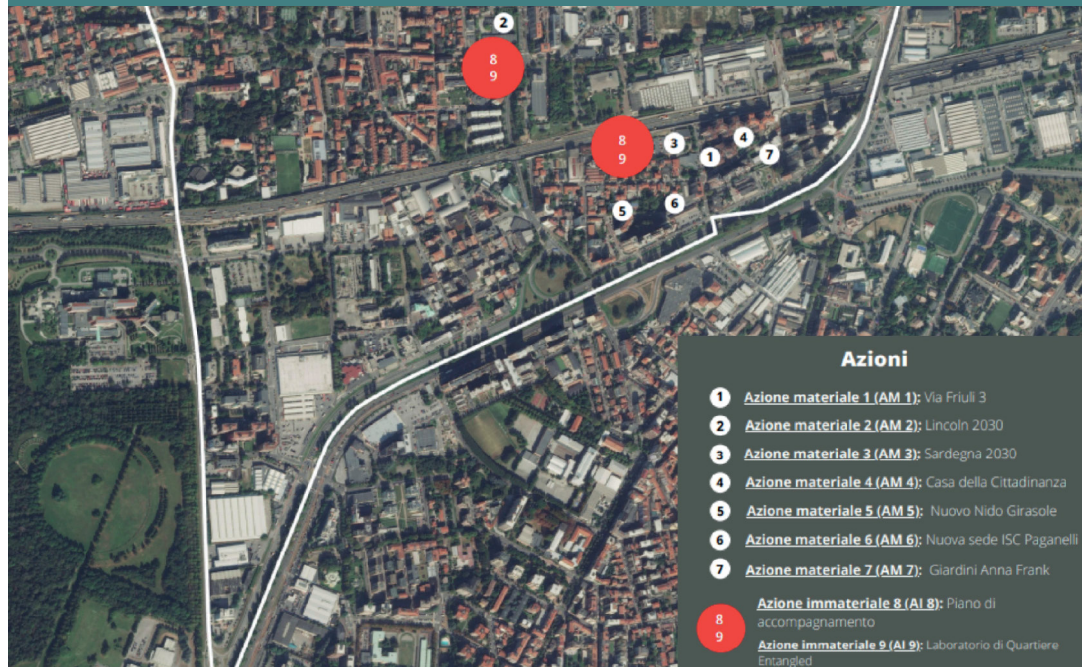 2
8
9
8
9
3
4
1
7
6
5
Azioni
1 Azione materiale 1 (AM 1): Via Friuli 3
2 Azione materiale 2 (AM 2): Lincoln 2030
3 Azione materiale 3 (AM 3): Sardegna 2030
4 Azione materiale 4 (AM 4): Casa della Cittadinanza
5 Azione materiale 5 (AM 5): Nuovo Nido Girasole
6 Azione materiale 6 (AM 6): Nuova sede ISC Paganelli
7 Azione materiale 7 (AM 7): Giardini Anna Frank
8
9
Azione immateriale 8 (AI 8): Piano di
accompagnamento
Azione immateriale 9 (AI 9): Laboratorio di Quartiere
Entangled